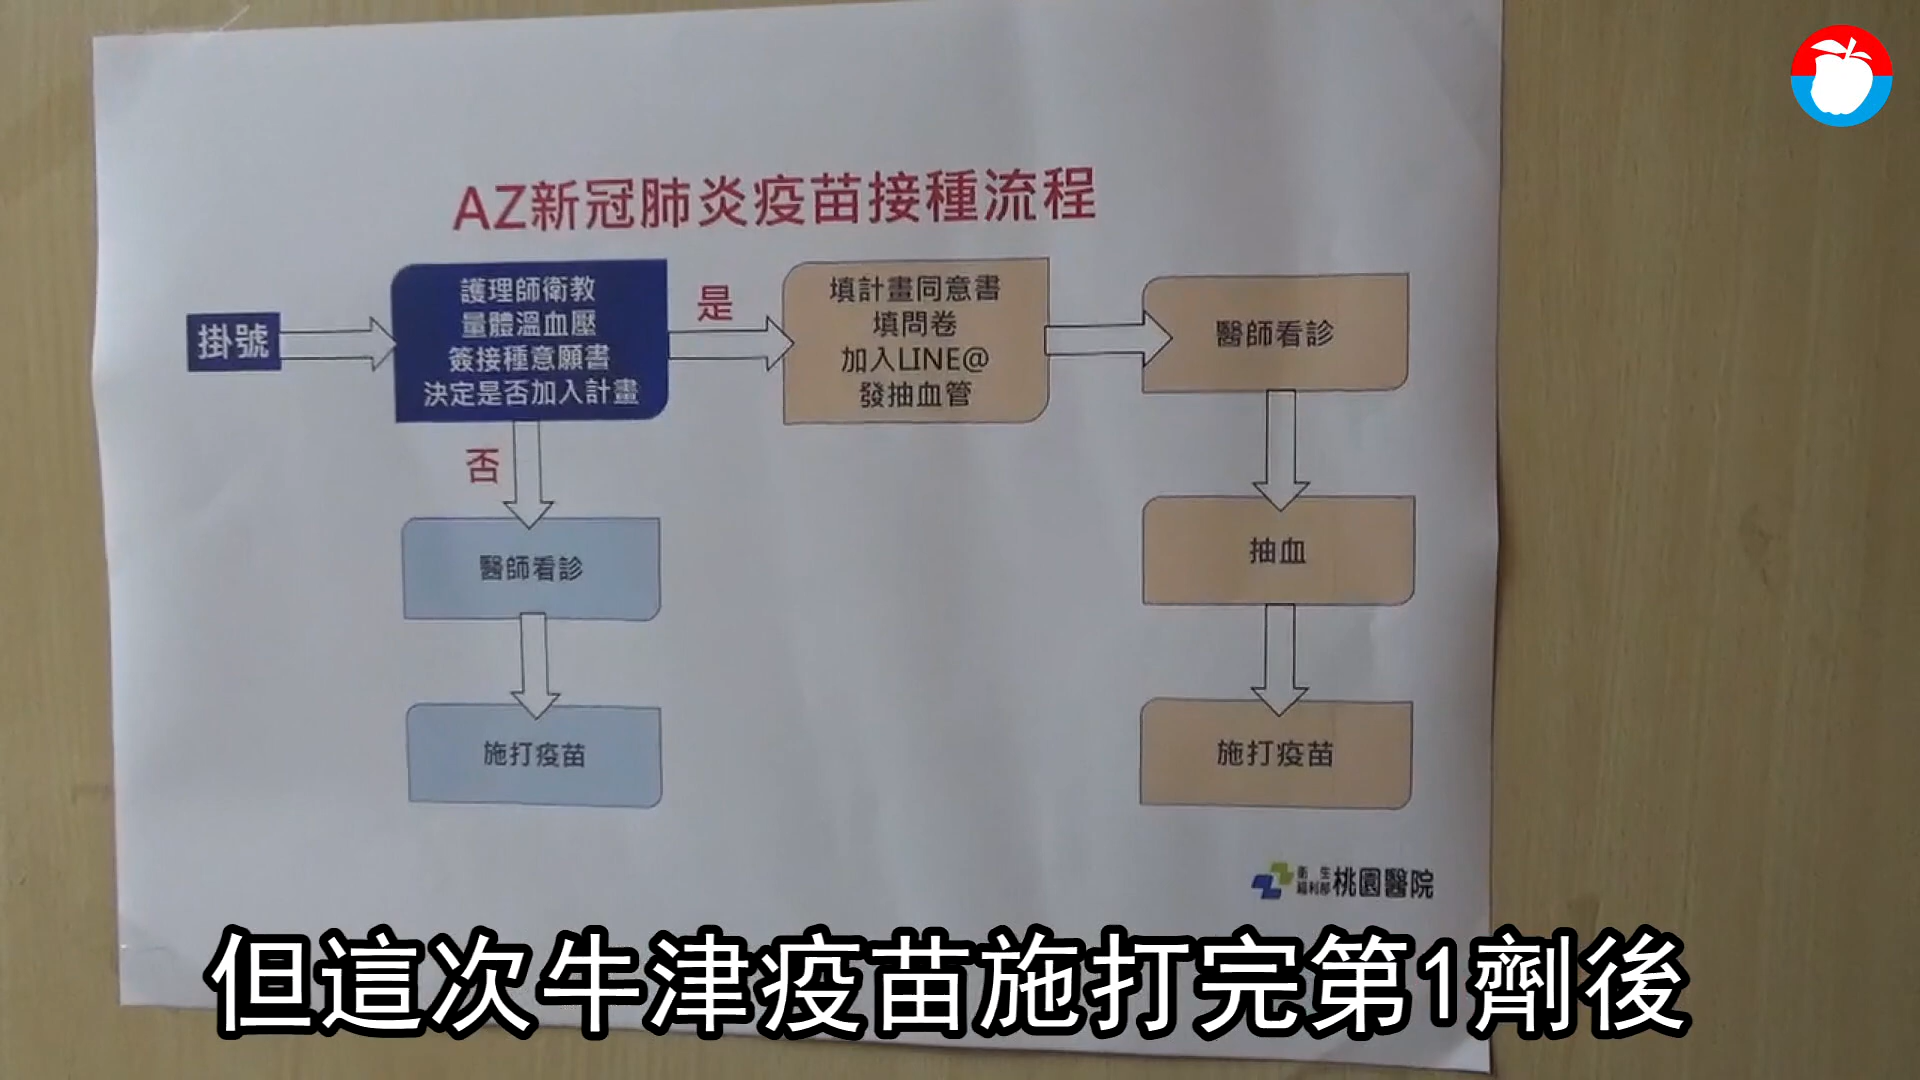 AZ新冠肺炎疫苗接種流程
掛號
護理師衛教
量體溫血壓
簽接種意願書
決定是否加入計畫
是
填計畫同意書
填問卷
加入LINE@
發抽血管
醫師看診
否
醫師看診
抽血
施打疫苗
施打疫苗
衛生
福利部
桃園醫院
但這次牛津疫苗施打完第1劑後